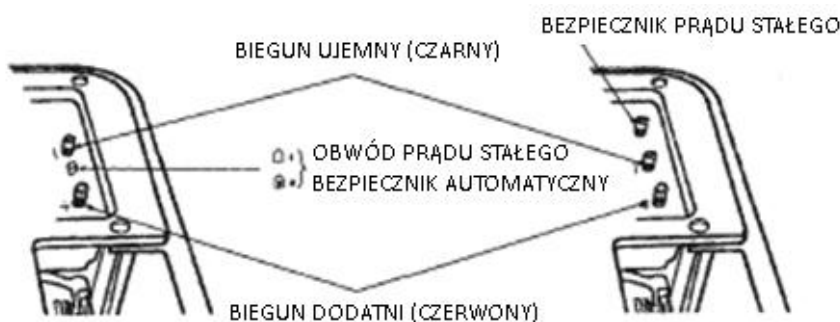 BEZPIECZNIK PRĄDU STAŁEGO
BIEGUN UJEMNY (CZARNY)
OBWÓD PRĄDU STAŁEGO
BEZPIECZNIK AUTOMATYCZNY
BIEGUN DODATNI (CZERWONY)